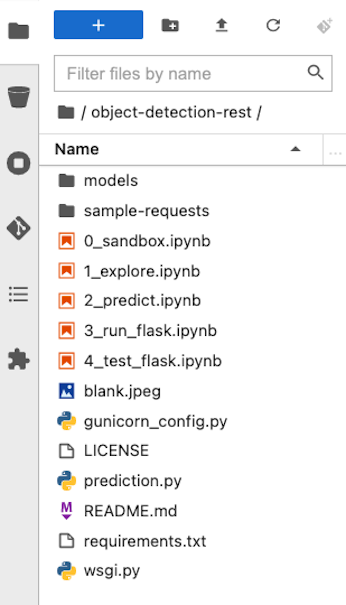 Filter files by name
/ object-detection-rest /
Name
models
sample-requests
0_sandbox.ipynb
1_explore.ipynb
2_predict.ipynb
3_run_flask.ipynb
4_test_flask.ipynb
blank.jpeg
gunicorn_config.py
LICENSE
prediction.py
README.md
requirements.txt
wsgi.py